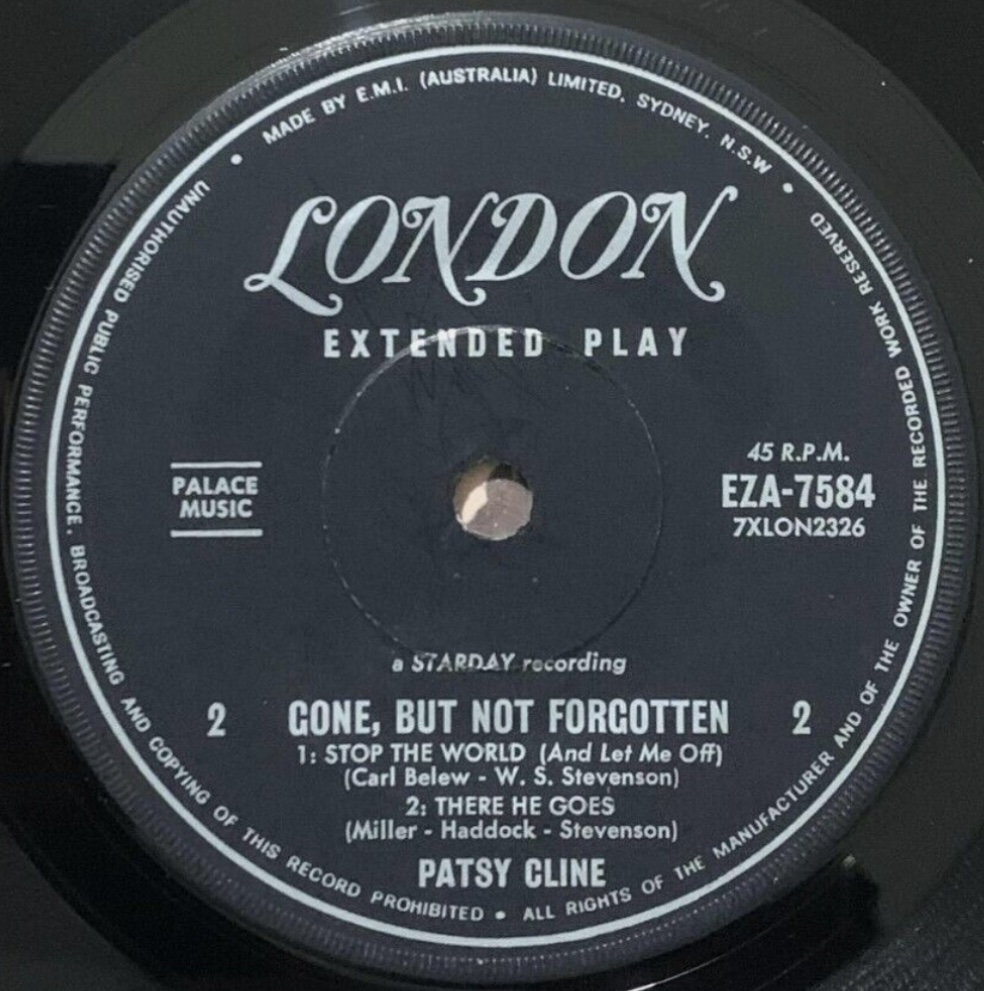 MADE BY E.M.I. (AUSTRALIA) LIMITED. SYDNEY. N.S.W •
LONDON
EXTENDED PLAY
PALACE
MUSIC
45 R.P.M.
EZA-7584
7XLON2326
a STARDAY recording
2 GONE, BUT NOT FORGOTTEN 2
1: STOP THE WORLD (And Let Me Off)
(Carl Belew - W. S. Stevenson)
2: THERE HE GOES
(Miller - Haddock - Stevenson)
PATSY CLINE
UNAUTHORISED PUBLIC PERFORMANCE. BROADCASTING AND COPYING OF THIS RECORD PROHIBITED • ALL RIGHTS OF THE MANUFACTURER AND OF THE OWNER OF THE RECORDED WORK RESERVED